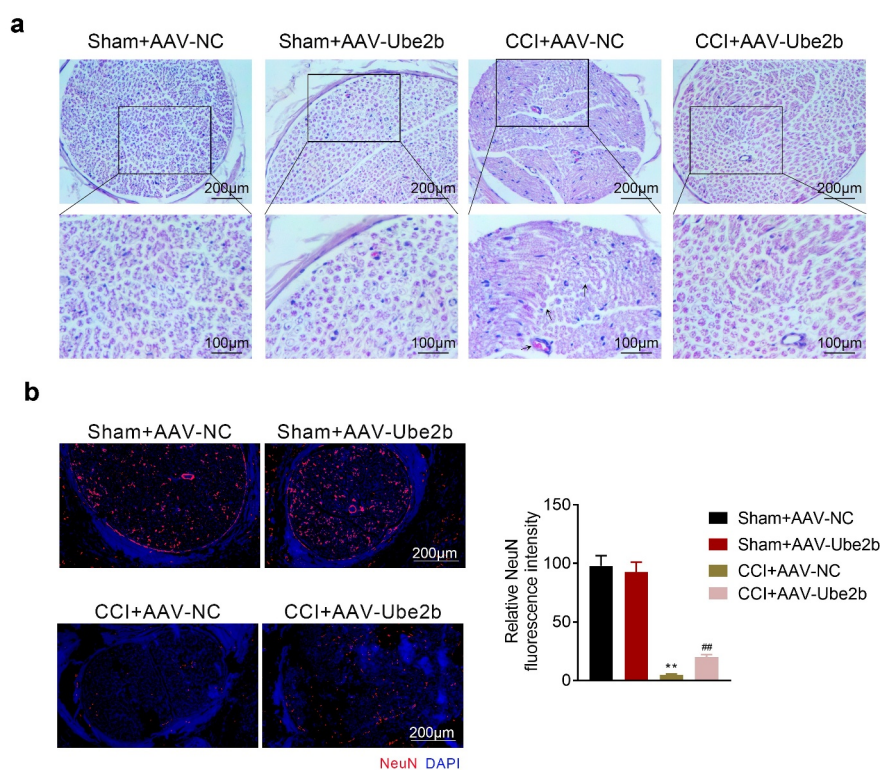 a
Sham+AAV-NC
Sham+AAV-Ube2b
CCI+AAV-NC
CCI+AAV-Ube2b
200μm
200μm
200μm
200μm
100μm
100μm
100μm
100μm
b
Sham+AAV-NC
Sham+AAV-Ube2b
200μm
CCI+AAV-NC
CCI+AAV-Ube2b
200μm
NeuN DAPI
Relative NeuN
fluorescence intensity
150
100
50
0
**
##
Sham+AAV-NC
Sham+AAV-Ube2b
CCI+AAV-NC
CCI+AAV-Ube2b